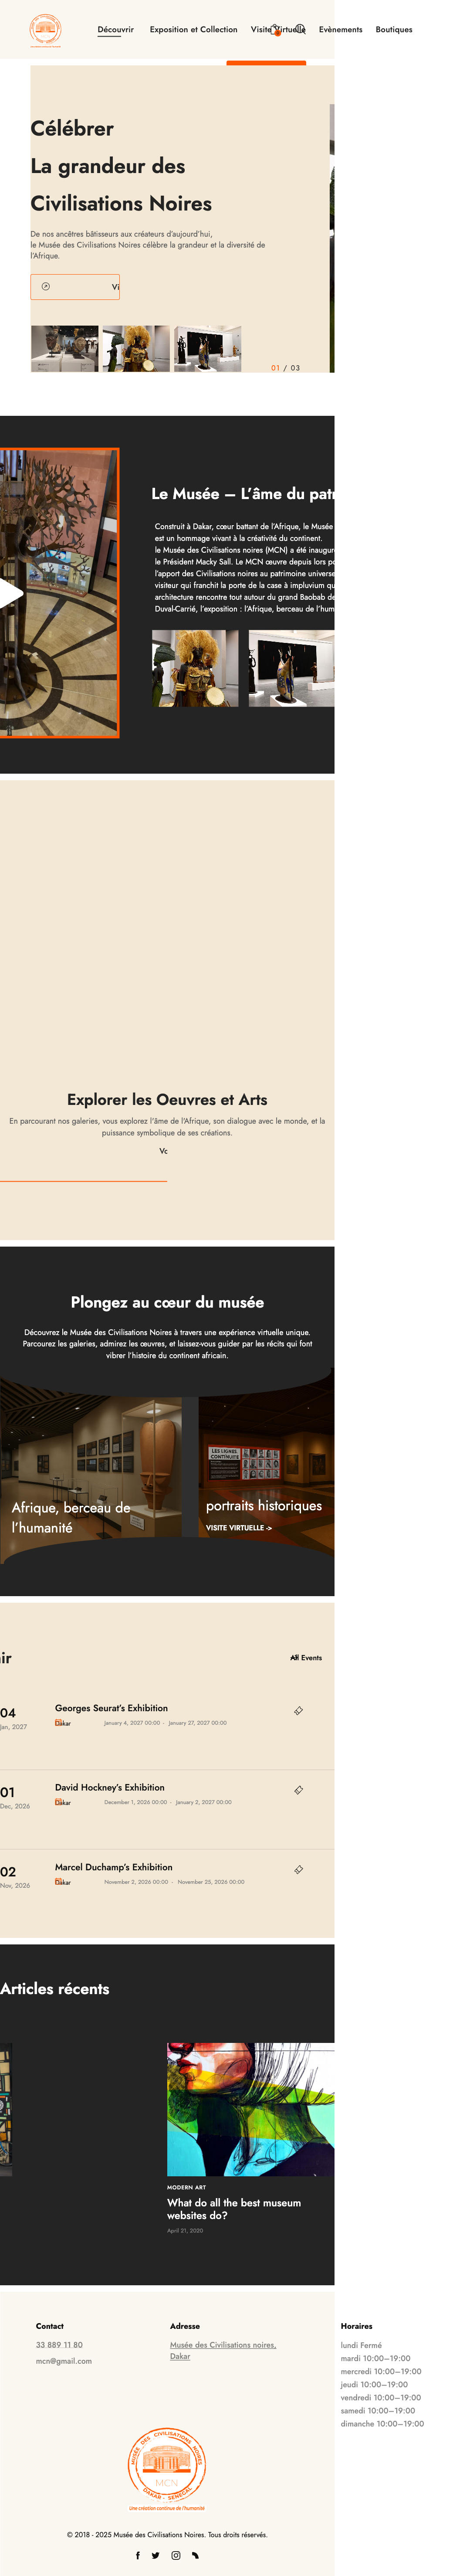 Découvrir
Exposition et Collection
Visite Virtuelle
Evènements
Boutiques
Célébrer
La grandeur des
Civilisations Noires
De nos ancêtres bâtisseurs aux créateurs d'aujourd'hui,
le Musée des Civilisations Noires célèbre la grandeur et la diversité de
l'Afrique.
Vi
01 / 03
Le Musée – L'âme du patr
Construit à Dakar, cœur battant de l'Afrique, le Musée
est un hommage vivant à la créativité du continent.
le Musée des Civilisations noires (MCN) a été inaugur
le Président Macky Sall. Le MCN œuvre depuis lors po
l'apport des Civilisations noires au patrimoine universe
visiteur qui franchit la porte de la case à impluvium qu
architecture rencontre tout autour du grand Baobab de
Duval-Carrié, l'exposition : l'Afrique, berceau de l'hum
Explorer les Oeuvres et Arts
En parcourant nos galeries, vous explorez l'âme de l'Afrique, son dialogue avec le monde, et la
puissance symbolique de ses créations.
Vo
Plongez au cœur du musée
Découvrez le Musée des Civilisations Noires à travers une expérience virtuelle unique.
Parcourez les galeries, admirez les œuvres, et laissez-vous guider par les récits qui font
vibrer l'histoire du continent africain.
Afrique, berceau de
l'humanité
LES LIGNES
CONTINUITÉ
portraits historiques
VISITE VIRTUELLE ->
ir
All Events
04
Jan, 2027
Georges Seurat's Exhibition
Dakar
January 4, 2027 00:00 - January 27, 2027 00:00
01
Dec, 2026
David Hockney's Exhibition
Dakar
December 1, 2026 00:00 - January 2, 2027 00:00
02
Nov, 2026
Marcel Duchamp's Exhibition
Dakar
November 2, 2026 00:00 - November 25, 2026 00:00
Articles récents
MODERN ART
What do all the best museum
websites do?
April 21, 2020
Contact
33 889 11 80
mcn@gmail.com
Adresse
Musée des Civilisations noires,
Dakar
Horaires
lundi Fermé
mardi 10:00–19:00
mercredi 10:00–19:00
jeudi 10:00–19:00
vendredi 10:00–19:00
samedi 10:00–19:00
dimanche 10:00–19:00
MUSÉE DES CIVILISATIONS NOIRES
MCN
DAKAR - SENEGAL
Une création continue de l'humanité
© 2018 - 2025 Musée des Civilisations Noires. Tous droits réservés.